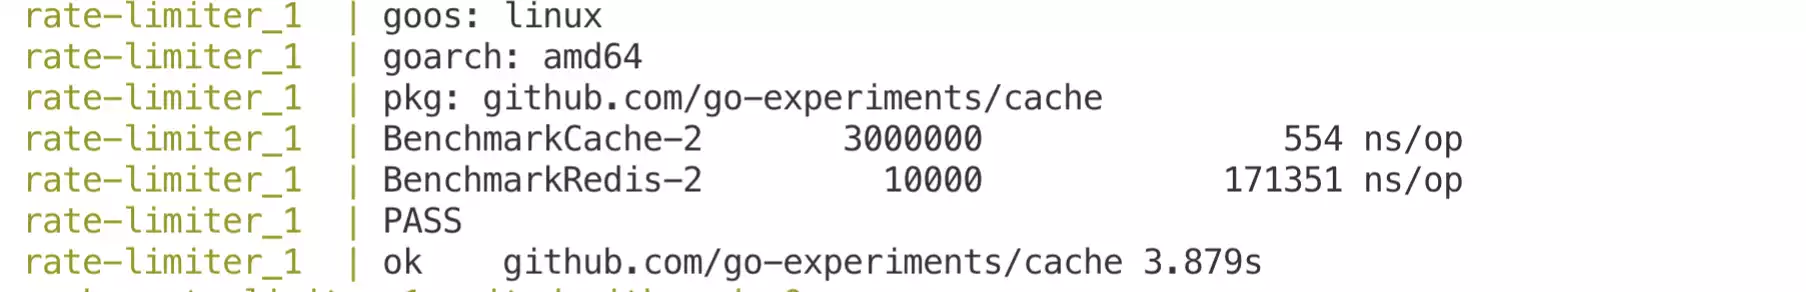 rate-limiter_1 | goos: linux
rate-limiter_1 | goarch: amd64
rate-limiter_1 | pkg: github.com/go-experiments/cache
rate-limiter_1 | BenchmarkCache-2 3000000 554 ns/op
rate-limiter_1 | BenchmarkRedis-2 10000 171351 ns/op
rate-limiter_1 | PASS
rate-limiter_1 | ok github.com/go-experiments/cache 3.879s